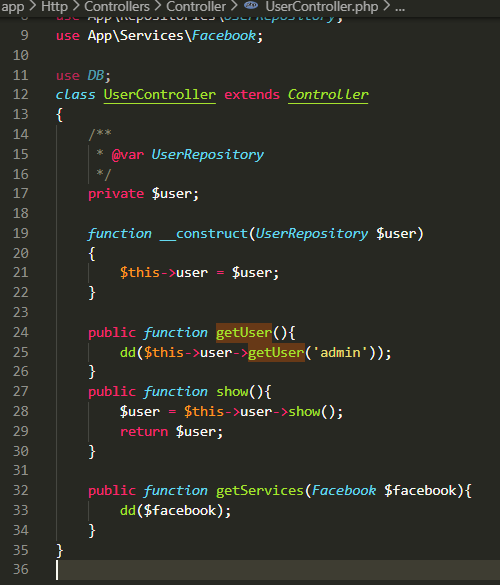 app > Http > Controllers > Controller > UserController.php > ...
8 use App\Repositories\UserRepository;
9 use App\Services\Facebook;
10
11 use DB;
12 class UserController extends Controller
13 {
14 /**
15 * @var UserRepository
16 */
17 private $user;
18
19 function __construct(UserRepository $user)
20 {
21 $this->user = $user;
22 }
23
24 public function getUser(){
25 dd($this->user->getUser('admin'));
26 }
27 public function show(){
28 $user = $this->user->show();
29 return $user;
30 }
31
32 public function getServices(Facebook $facebook){
33 dd($facebook);
34 }
35 }
36